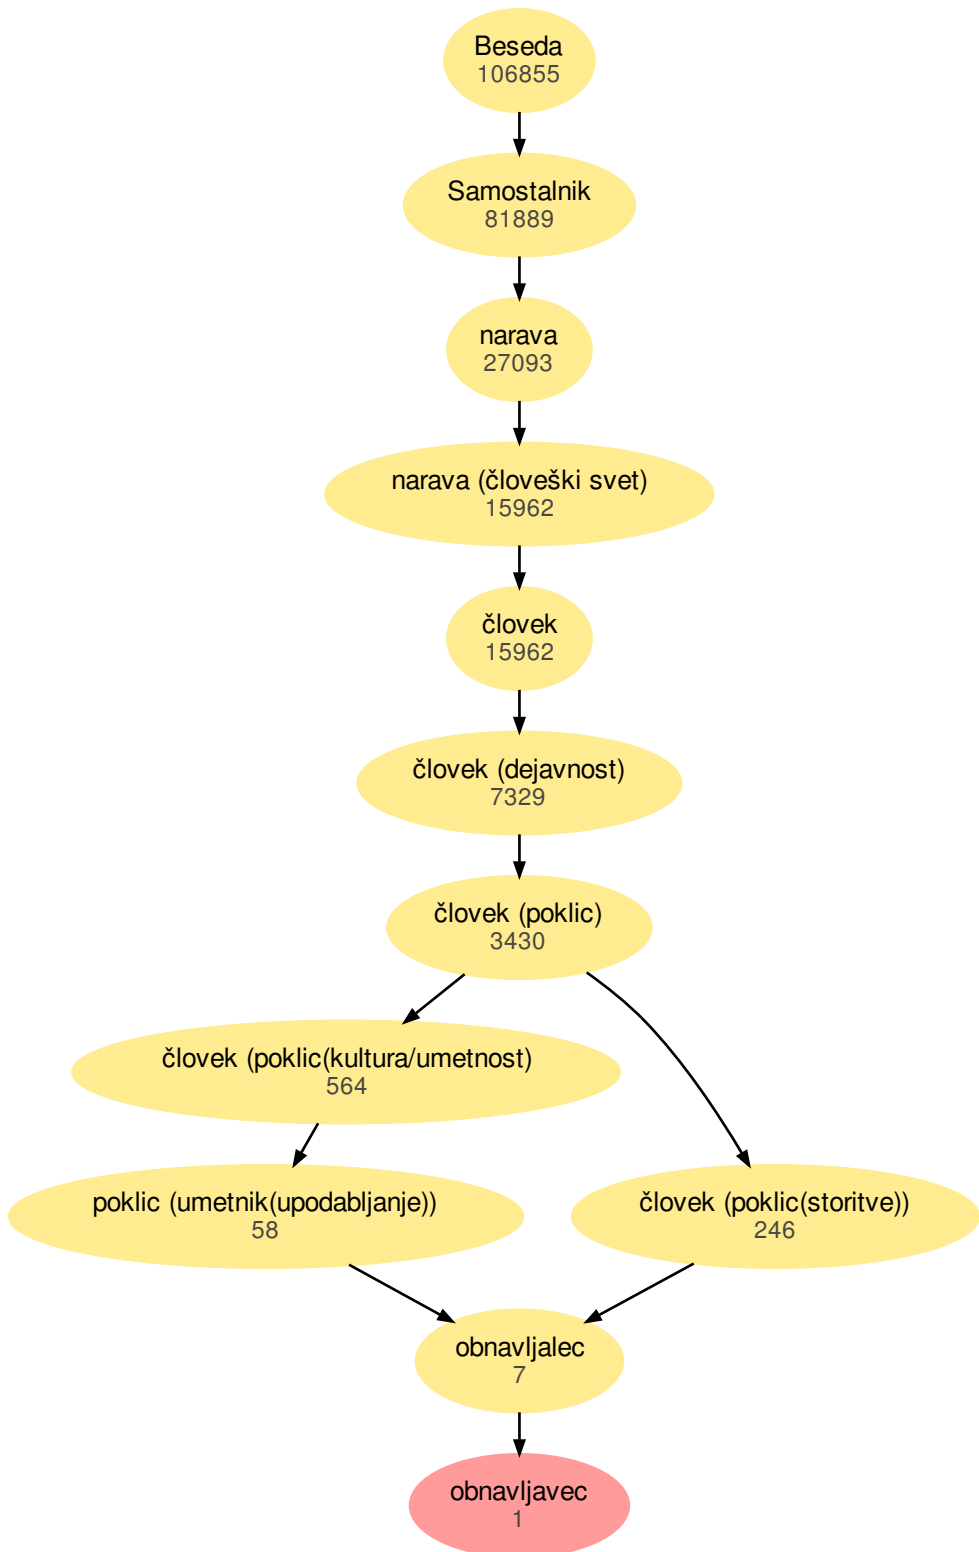 Beseda
106855
Samostalnik
81889
narava
27093
narava (človeški svet)
15962
človek
15962
človek (dejavnost)
7329
človek (poklic)
3430
človek (poklic(kultura/umetnost)
564
poklic (umetnik(upodabljanje))
58
človek (poklic(storitve))
246
obnavljalec
7
obnavljavec
1